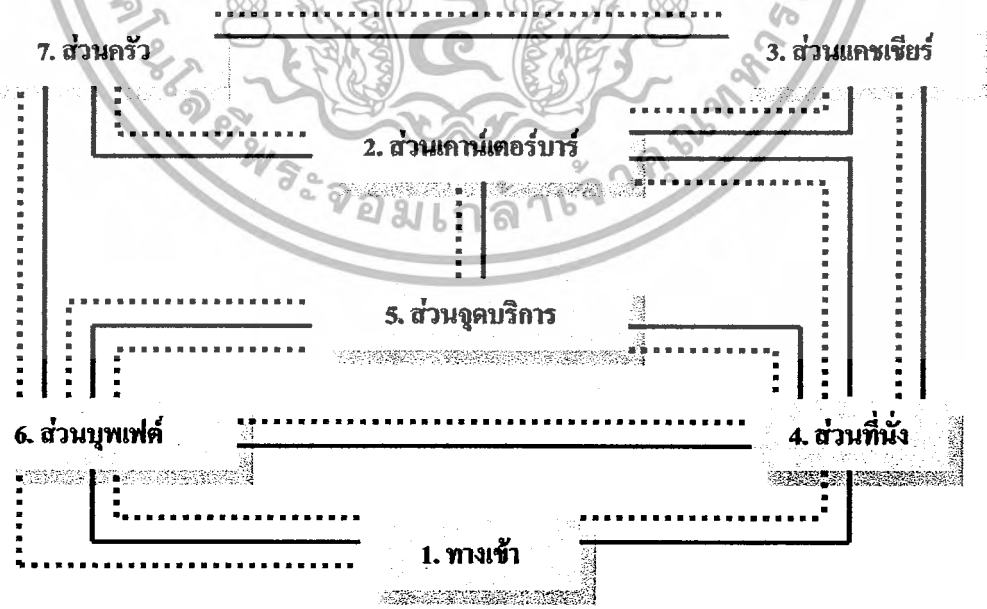 7. ส่วนครัว
3. ส่วนแคชเชียร์
2. ส่วนเคาน์เตอร์บาร์
5. ส่วนจุดบริการ
6. ส่วนบุพเฟต์
4. ส่วนที่นั่ง
1. ทางเข้า